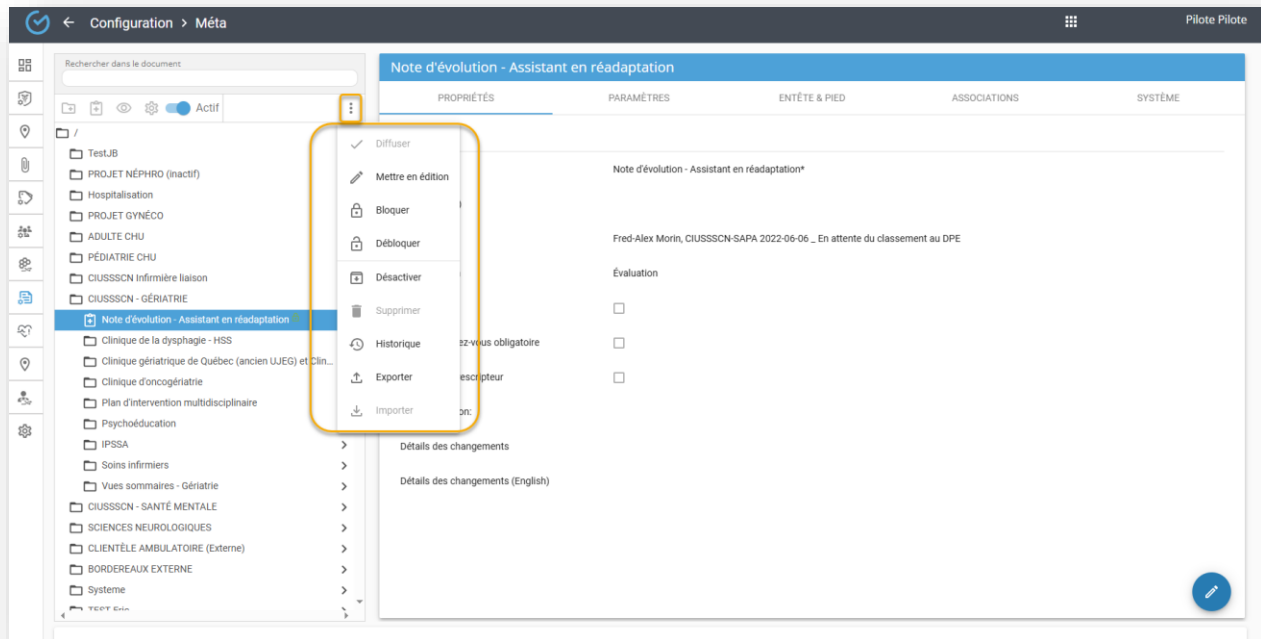 Configuration > Méta
Pilote Pilote
Rechercher dans le document
Actif
/
TestJB
PROJET NÉPHRO (inactif)
Hospitalisation
PROJET GYNÉCO
ADULTE CHU
PÉDIATRIE CHU
CIUSSSCN Infirmière liaison
CIUSSSCN - GÉRIATRIE
Note d'évolution - Assistant en réadaptation
Clinique de la dysphagie - HSS
Clinique gériatrique de Québec (ancien UJEG) et Clin...
Clinique d'oncogériatrie
Plan d'intervention multidisciplinaire
Psychoéducation
IPSSA
Soins infirmiers
Vues sommaires - Gériatrie
CIUSSSCN - SANTÉ MENTALE
SCIENCES NEUROLOGIQUES
CLIENTÈLE AMBULATOIRE (Externe)
BORDEREAUX EXTERNE
Systeme
TEST Eric
Diffuser
Mettre en édition
Bloquer
Débloquer
Désactiver
Supprimer
Historique
Exporter
Importer
Note d'évolution - Assistant en réadaptation
PROPRIÉTÉS PARAMÈTRES ENTÊTE & PIED ASSOCIATIONS SYSTÈME
Note d'évolution - Assistant en réadaptation*
Fred-Alex Morin, CIUSSSCN-SAPA 2022-06-06 _ En attente du classement au DPE
Évaluation
ez-vous obligatoire
escripteur
on:
Détails des changements
Détails des changements (English)